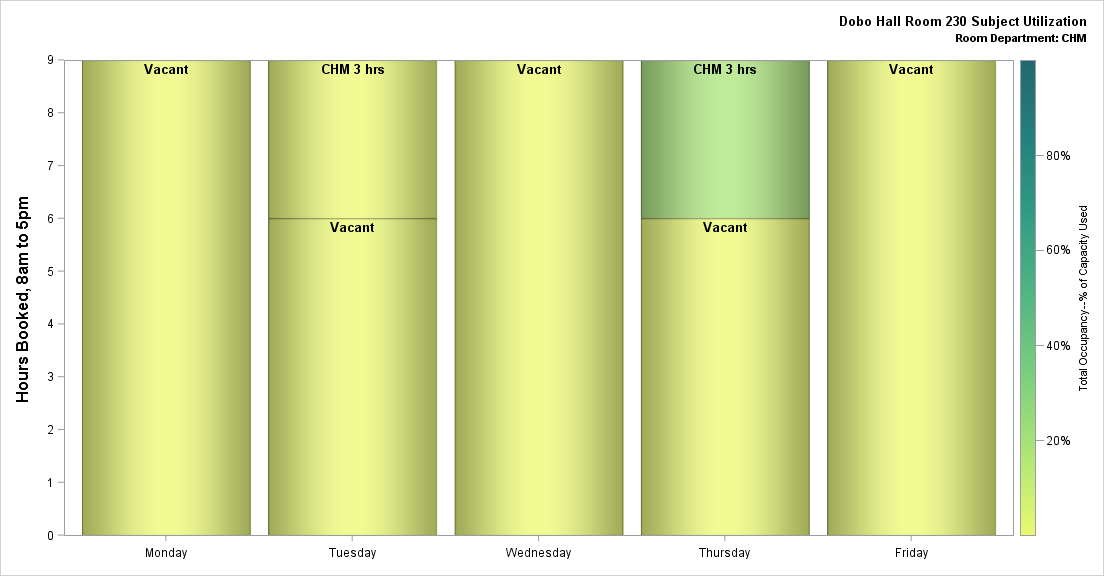 Dobo Hall Room 230 Subject Utilization
Room Department: CHM
Hours Booked, 8am to 5pm
9
8
7
6
5
4
3
2
1
0
Vacant
CHM 3 hrs
Vacant
Vacant
CHM 3 hrs
Vacant
Vacant
Monday
Tuesday
Wednesday
Thursday
Friday
80%
60%
40%
20%
Total Occupancy--% of Capacity Used